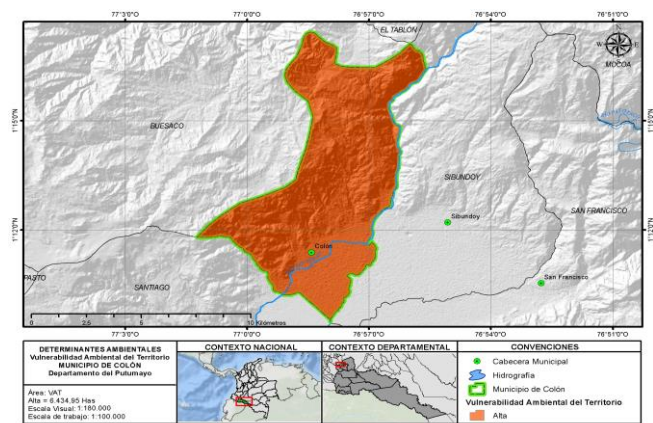 77°3'0"O 77°0'0"O 76°57'0"O 76°54'0"O 76°51'0"O
EL TABLON
N
W E
S
MOCOA
1°15'0"N 1°15'0"N
BUESACO
SIBUNDOY
SAN FRANCISCO
Sibundoy
1°12'0"N 1°12'0"N
Colón
PASTO
SANTIAGO
San Francisco
0 2,5 5 10 Kilómetros
77°3'0"O 77°0'0"O 76°57'0"O 76°54'0"O 76°51'0"O
DETERMINANTES AMBIENTALES
Vulnerabilidad Ambiental del Territorio
MUNICIPIO DE COLÓN
Departamento del Putumayo
Área: VAT
Alta = 6.434,95 Has
Escala Visual: 1:180.000
Escala de trabajo: 1:100.000
CONTEXTO NACIONAL
CONTEXTO DEPARTAMENTAL
CONVENCIONES
Cabecera Municipal
Hidrografía
Municipio de Colón
Vulnerabilidad Ambiental del Territorio
Alta